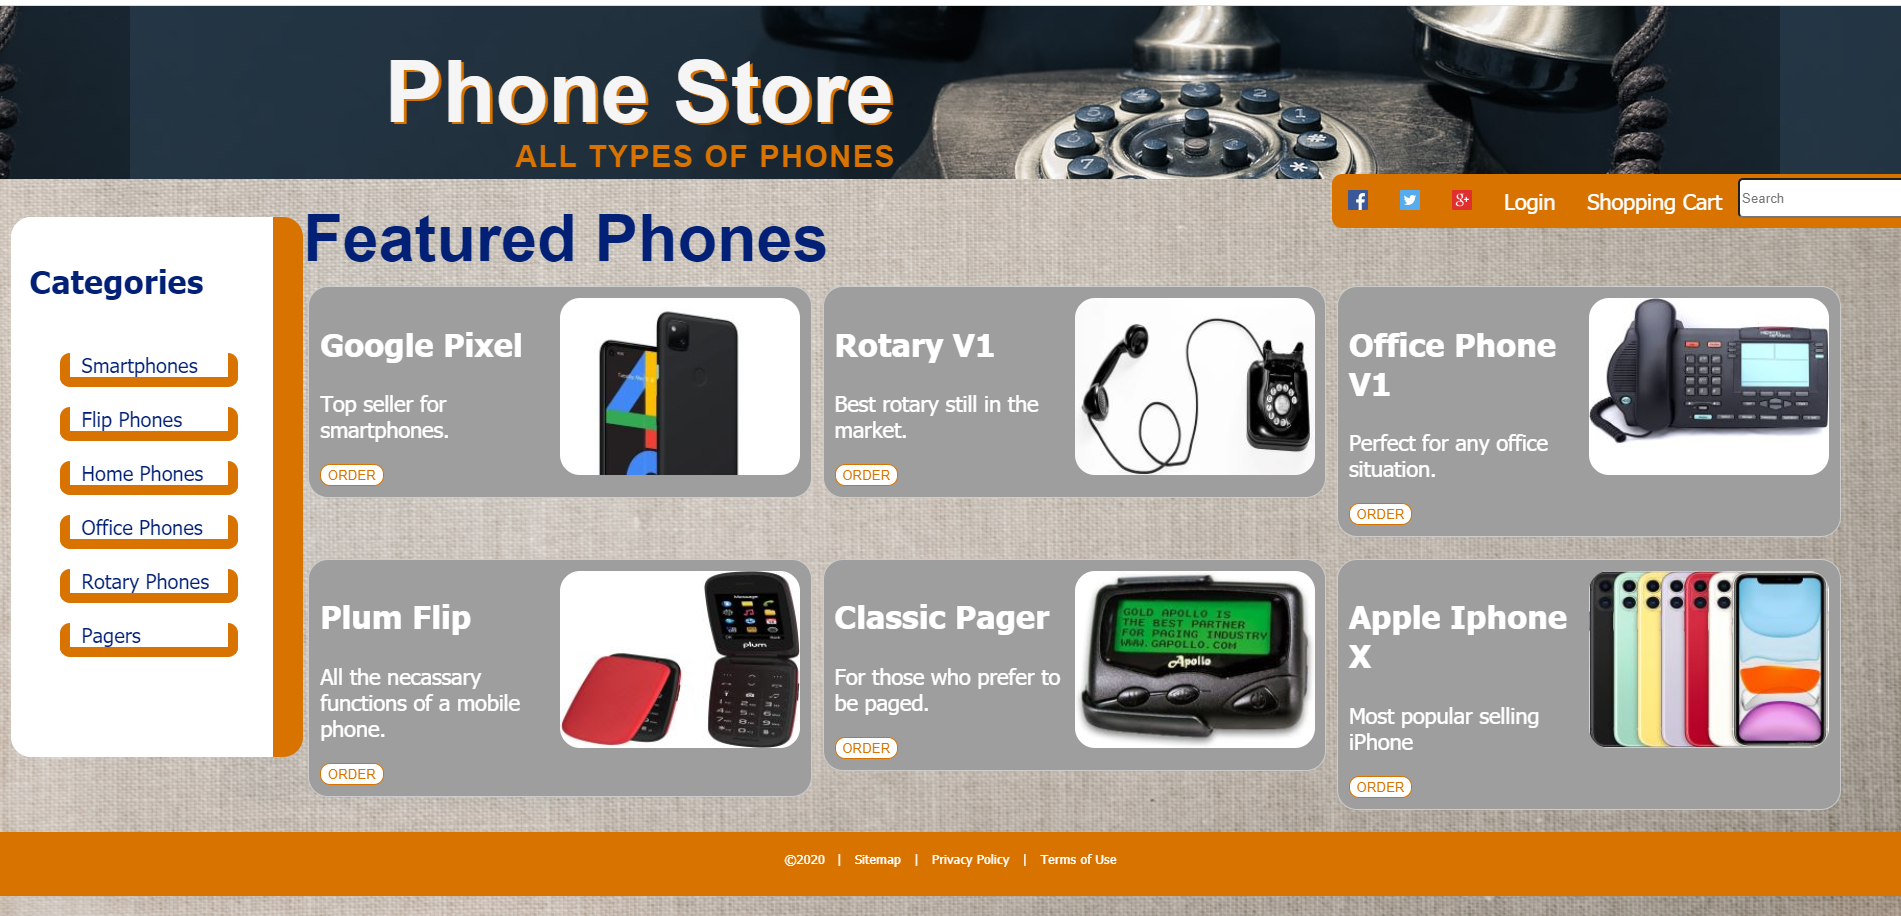 Phone Store
ALL TYPES OF PHONES
Login
Shopping Cart
Search
Categories
Smartphones
Flip Phones
Home Phones
Office Phones
Rotary Phones
Pagers
Featured Phones
Google Pixel
Top seller for
smartphones.
ORDER
Rotary V1
Best rotary still in the
market.
ORDER
Office Phone
V1
Perfect for any office
situation.
ORDER
Plum Flip
All the necassary
functions of a mobile
phone.
ORDER
Message
plum
Classic Pager
For those who prefer to
be paged.
ORDER
GOLD APOLLO IS
THE BEST PARTNER
FOR PAGING INDUSTRY
WWW.GAPOLLO.COM
Apollo
Apple Iphone
X
Most popular selling
iPhone
ORDER
©2020 | Sitemap | Privacy Policy | Terms of Use